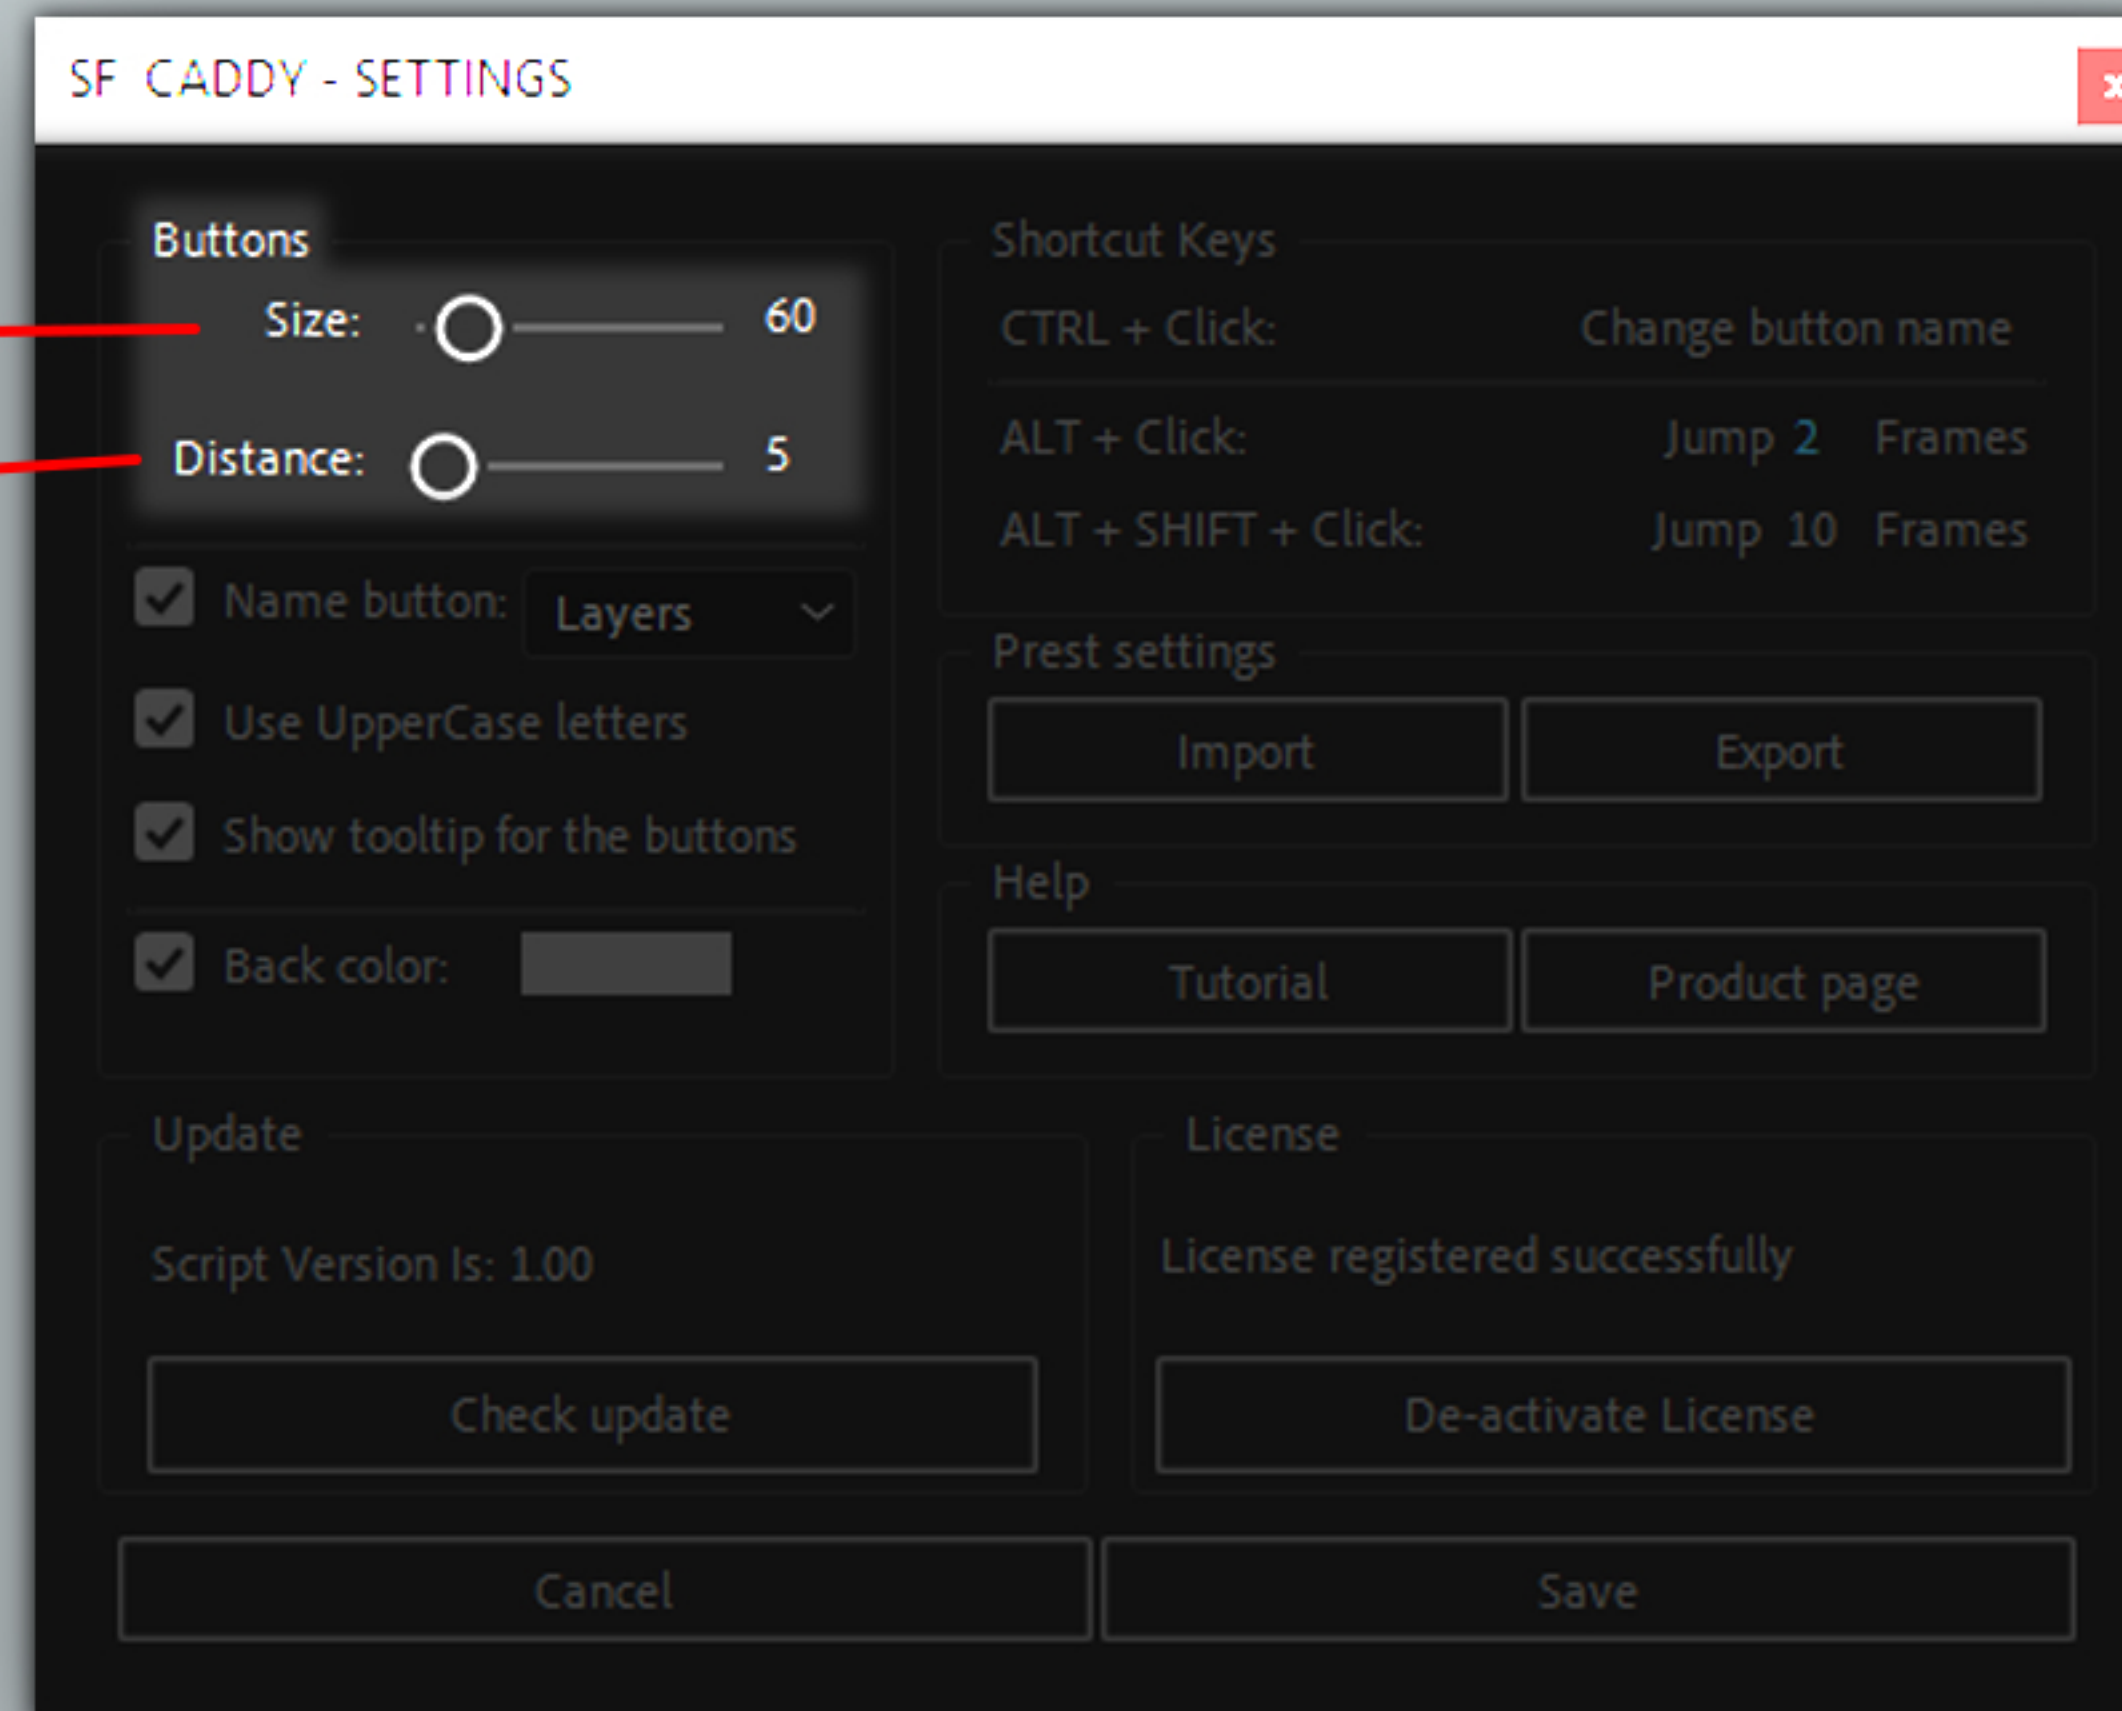 SF CADDY - SETTINGS
x
Buttons
Size: 60
Distance: 5
Name button: Layers
Use UpperCase letters
Show tooltip for the buttons
Back color:
Shortcut Keys
CTRL + Click: Change button name
ALT + Click: Jump 2 Frames
ALT + SHIFT + Click: Jump 10 Frames
Prest settings
Import Export
Help
Tutorial Product page
Update
Script Version Is: 1.00
Check update
License
License registered successfully
De-activate License
Cancel Save